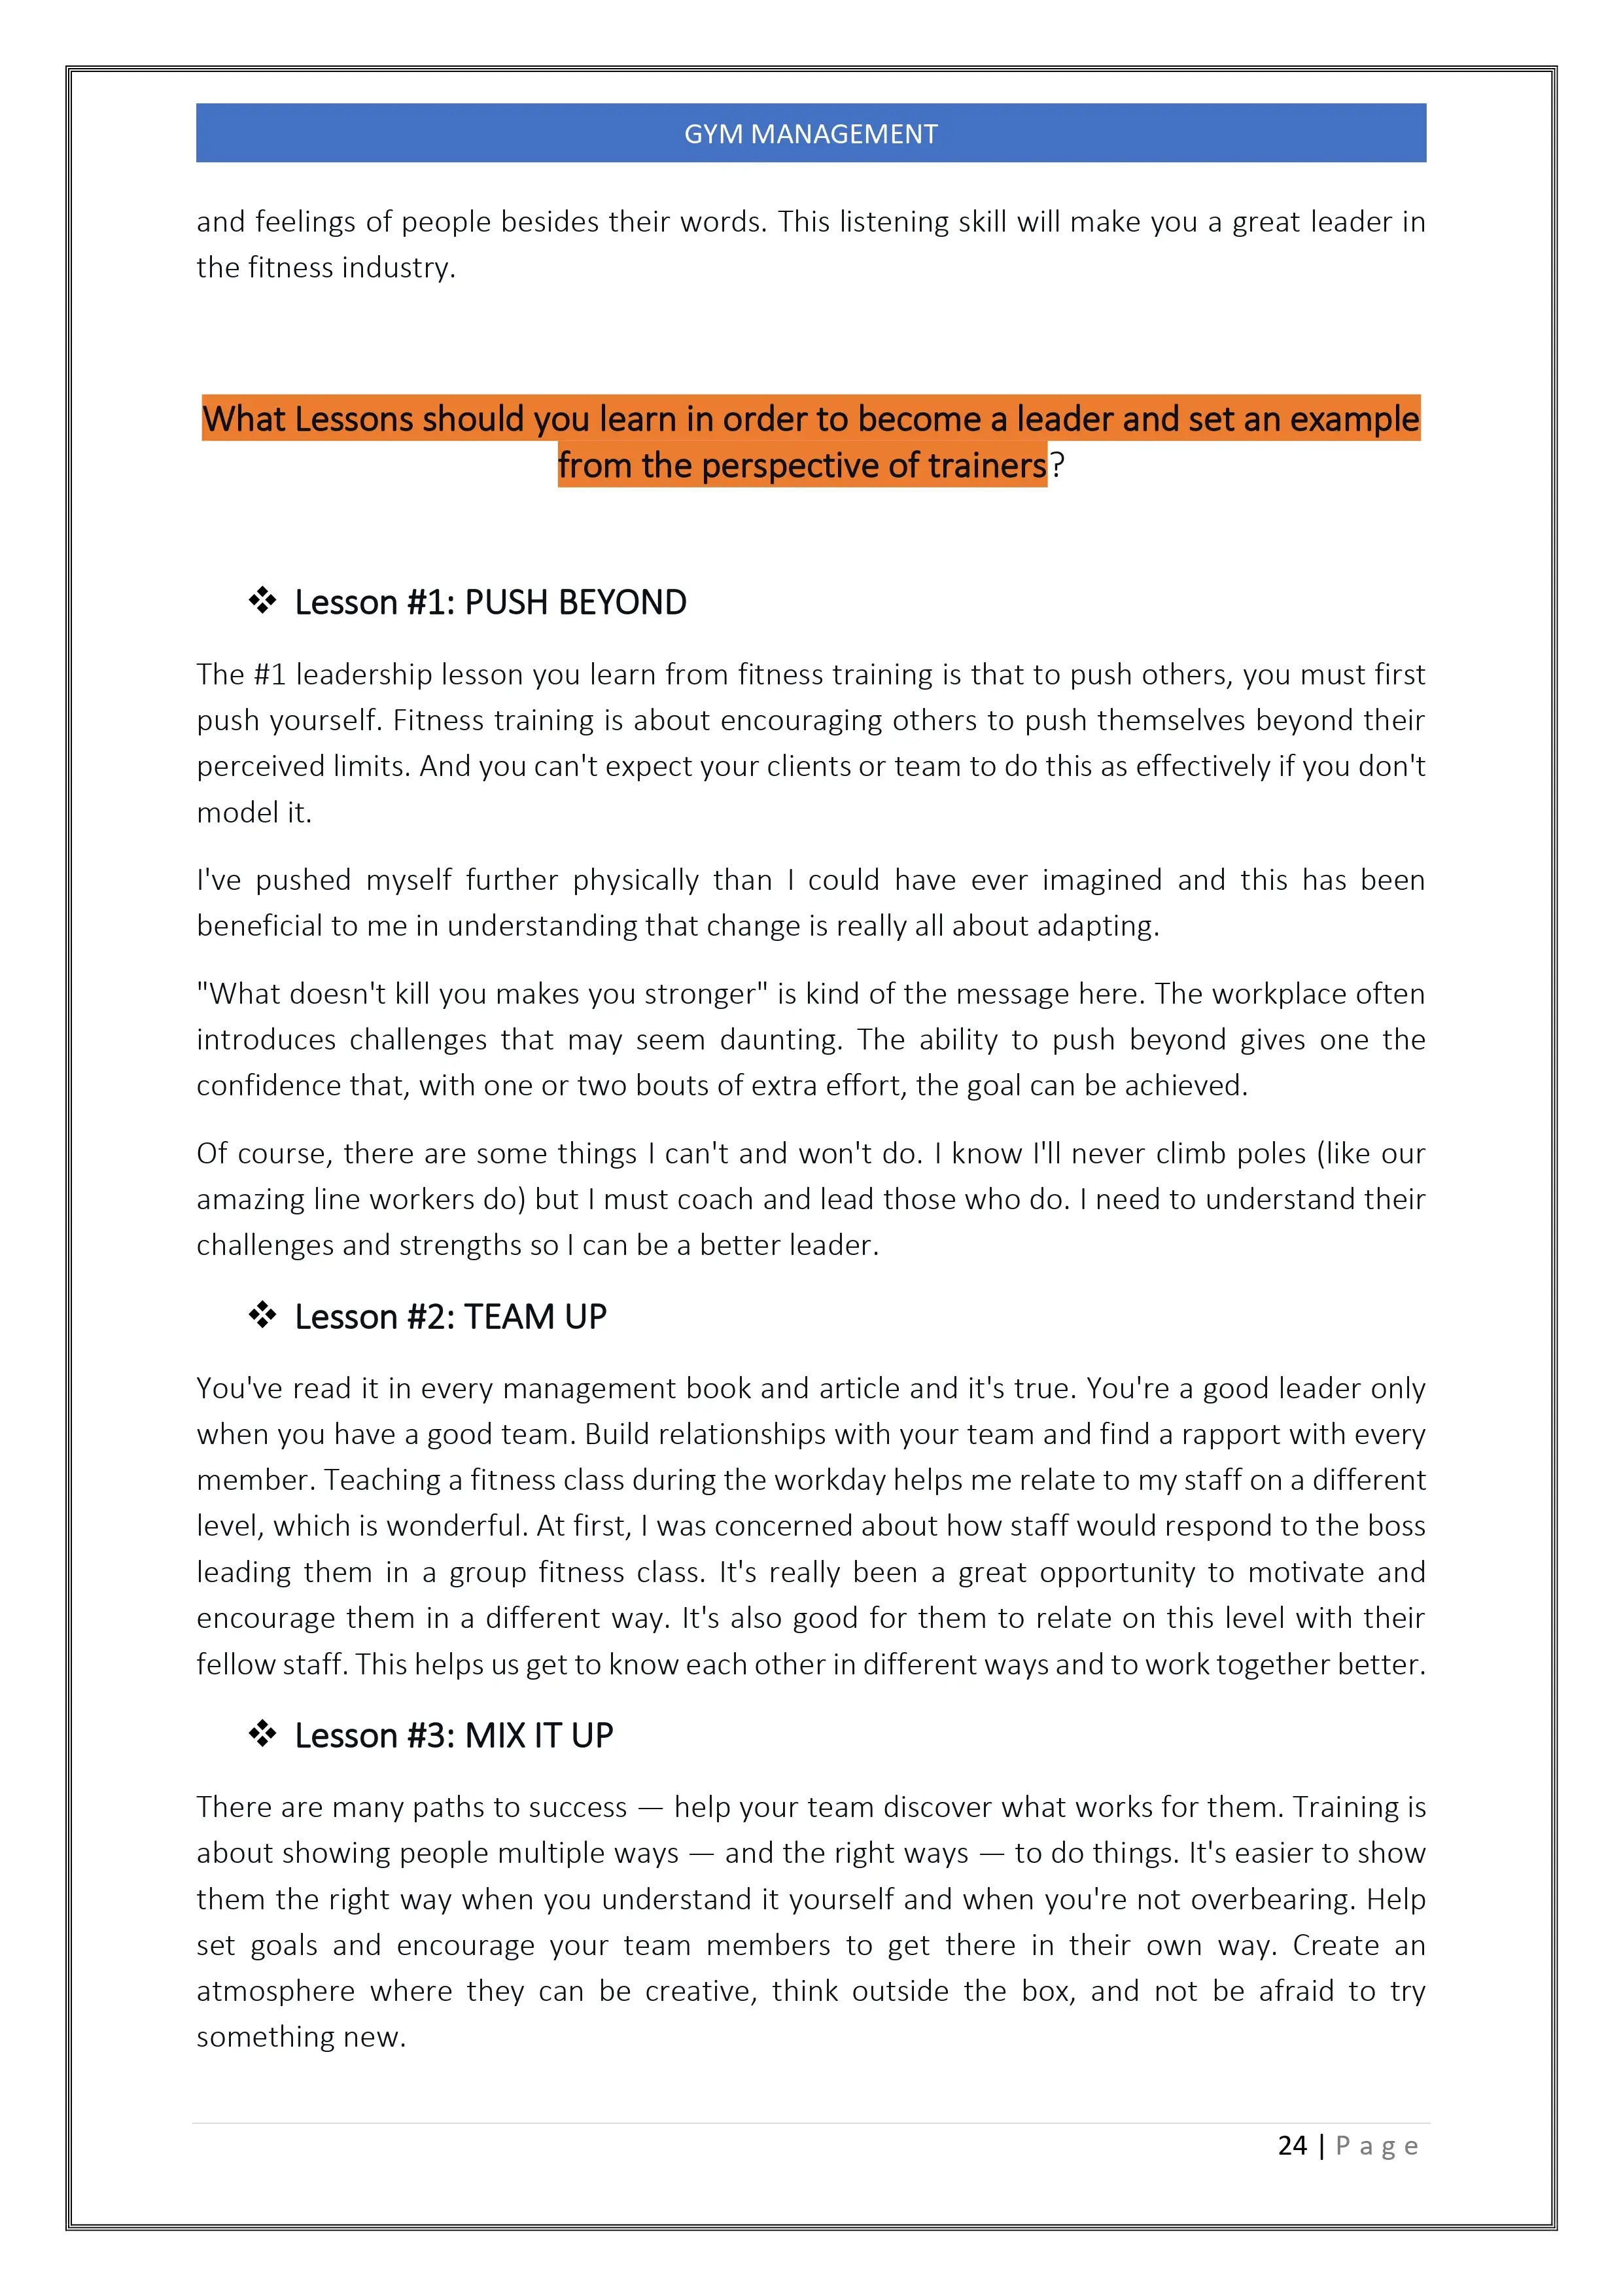 GYM MANAGEMENT
and feelings of people besides their words. This listening skill will make you a great leader in
the fitness industry.
What Lessons should you learn in order to become a leader and set an example
from the perspective of trainers?
❖ Lesson #1: PUSH BEYOND
The #1 leadership lesson you learn from fitness training is that to push others, you must first
push yourself. Fitness training is about encouraging others to push themselves beyond their
perceived limits. And you can't expect your clients or team to do this as effectively if you don't
model it.
I've pushed myself further physically than I could have ever imagined and this has been
beneficial to me in understanding that change is really all about adapting.
"What doesn't kill you makes you stronger" is kind of the message here. The workplace often
introduces challenges that may seem daunting. The ability to push beyond gives one the
confidence that, with one or two bouts of extra effort, the goal can be achieved.
Of course, there are some things I can't and won't do. I know I'll never climb poles (like our
amazing line workers do) but I must coach and lead those who do. I need to understand their
challenges and strengths so I can be a better leader.
❖ Lesson #2: TEAM UP
You've read it in every management book and article and it's true. You're a good leader only
when you have a good team. Build relationships with your team and find a rapport with every
member. Teaching a fitness class during the workday helps me relate to my staff on a different
level, which is wonderful. At first, I was concerned about how staff would respond to the boss
leading them in a group fitness class. It's really been a great opportunity to motivate and
encourage them in a different way. It's also good for them to relate on this level with their
fellow staff. This helps us get to know each other in different ways and to work together better.
❖ Lesson #3: MIX IT UP
There are many paths to success — help your team discover what works for them. Training is
about showing people multiple ways — and the right ways — to do things. It's easier to show
them the right way when you understand it yourself and when you're not overbearing. Help
set goals and encourage your team members to get there in their own way. Create an
atmosphere where they can be creative, think outside the box, and not be afraid to try
something new.
24 | P a g e